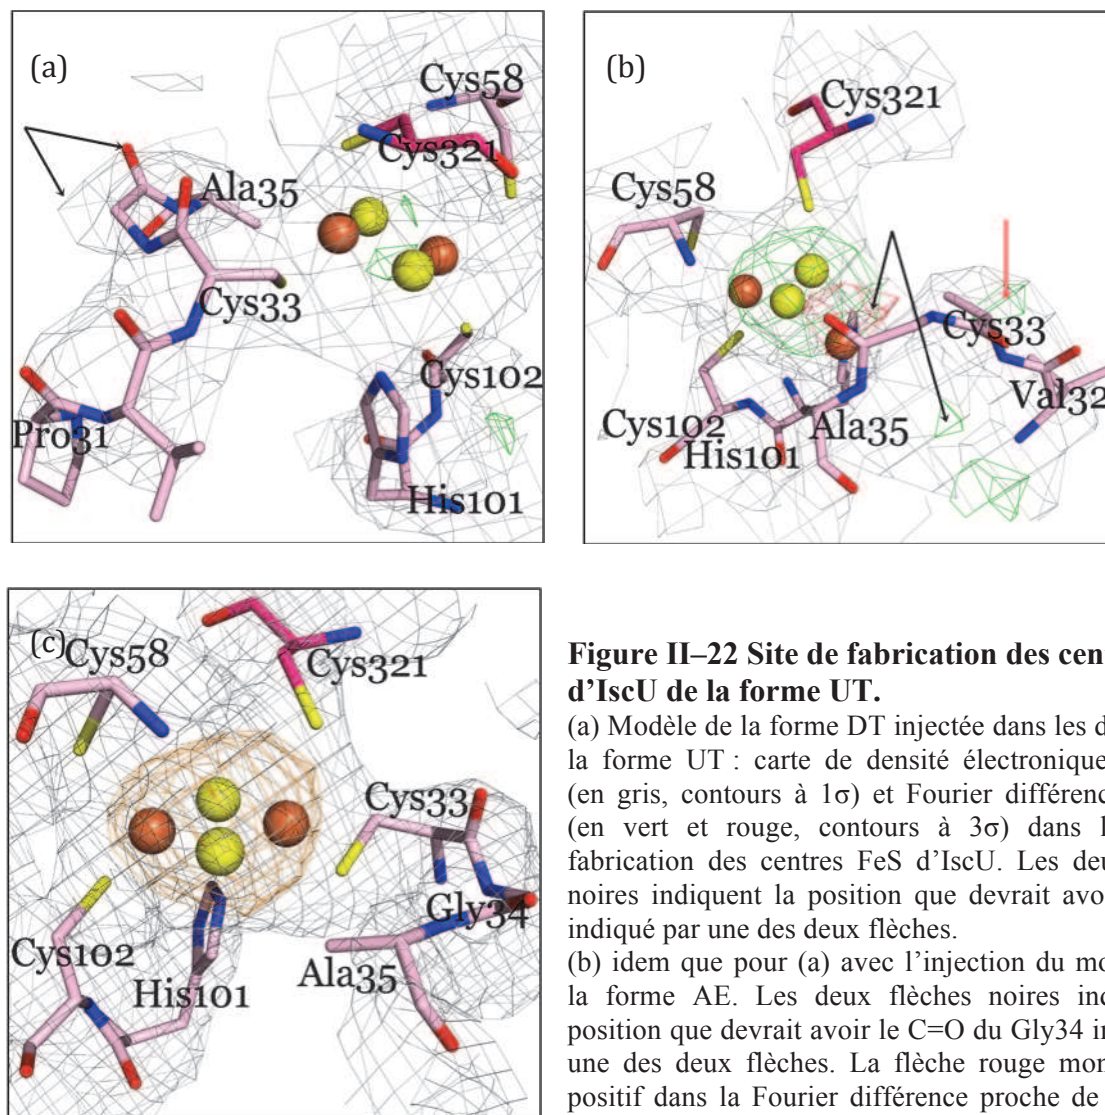 (a)
Cys58
Cys321
Ala35
Cys33
Cys102
Pro31
His101
(b)
Cys321
Cys58
Cys33
Val32
Cys102
Ala35
His101
(c)
Cys58
Cys321
Cys33
Gly34
Cys102
Ala35
His101
Figure II–22 Site de fabrication des cen
d’IscU de la forme UT.
(a) Modèle de la forme DT injectée dans les d
la forme UT : carte de densité électronique
(en gris, contours à 1σ) et Fourier différenc
(en vert et rouge, contours à 3σ) dans l
fabrication des centres FeS d’IscU. Les deu
noires indiquent la position que devrait avo
indiqué par une des deux flèches.
(b) idem que pour (a) avec l’injection du mo
la forme AE. Les deux flèches noires ind
position que devrait avoir le C=O du Gly34 in
une des deux flèches. La flèche rouge mon
positif dans la Fourier différence proche de